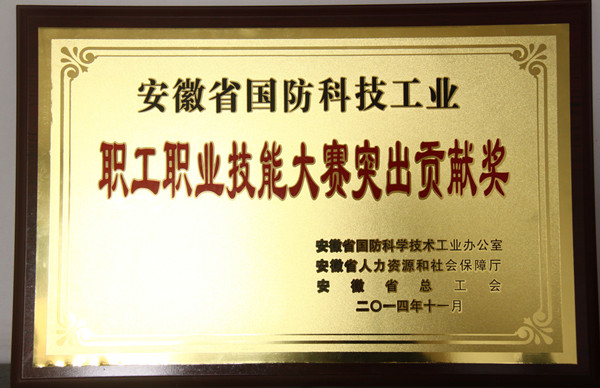 安徽省国防科技工业
职工职业技能大赛突出贡献奖
安徽省国防科学技术工业办公室
安徽省人力资源和社会保障厅
安徽省总工会
二〇一四年十一月